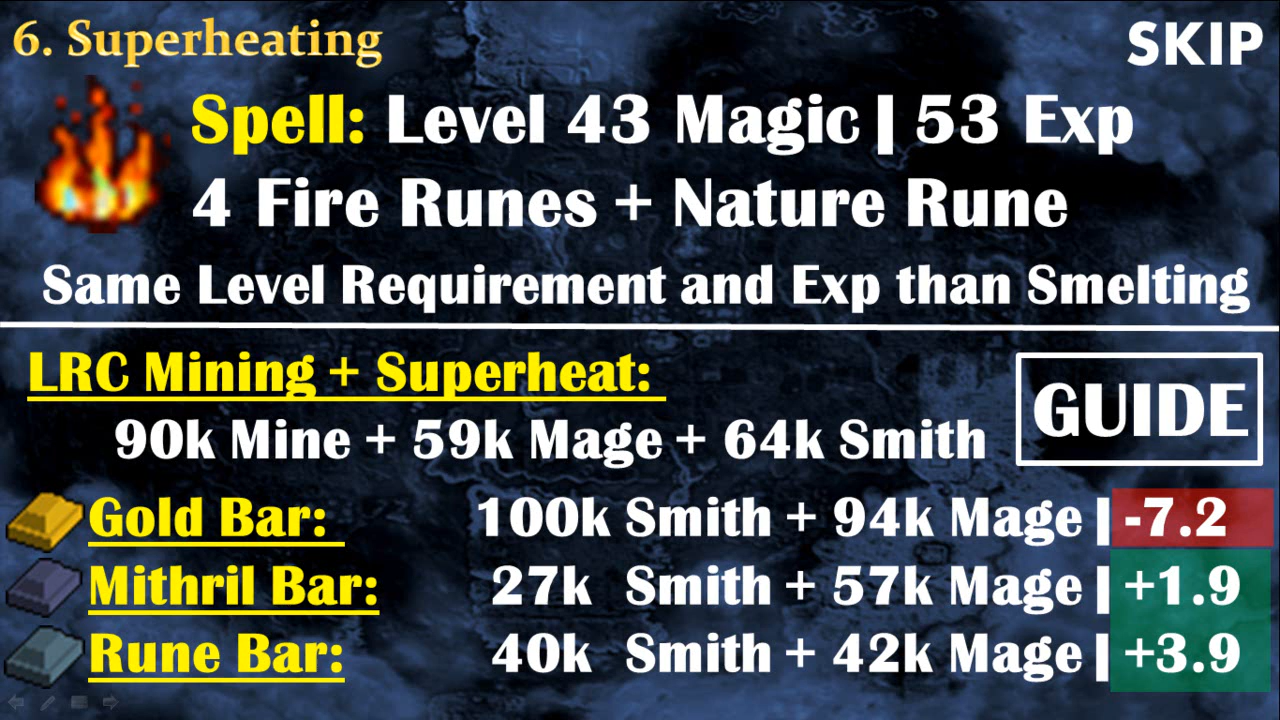 6. Superheating
SKIP
Spell: Level 43 Magic | 53 Exp
4 Fire Runes + Nature Rune
Same Level Requirement and Exp than Smelting
LRC Mining + Superheat:
90k Mine + 59k Mage + 64k Smith
GUIDE
Gold Bar: 100k Smith + 94k Mage | -7.2
Mithril Bar: 27k Smith + 57k Mage | +1.9
Rune Bar: 40k Smith + 42k Mage | +3.9